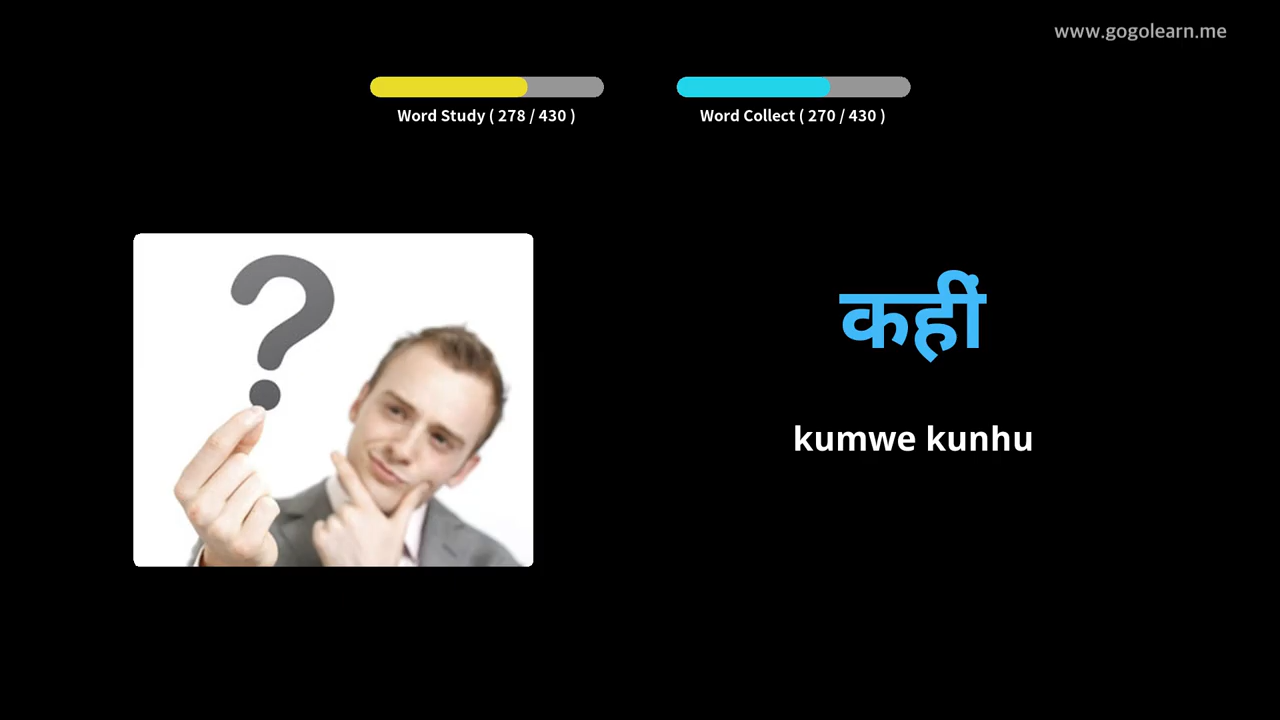 www.gogolearn.me
Word Study ( 278 / 430 )
Word Collect ( 270 / 430 )
कहीं
kumwe kunhu